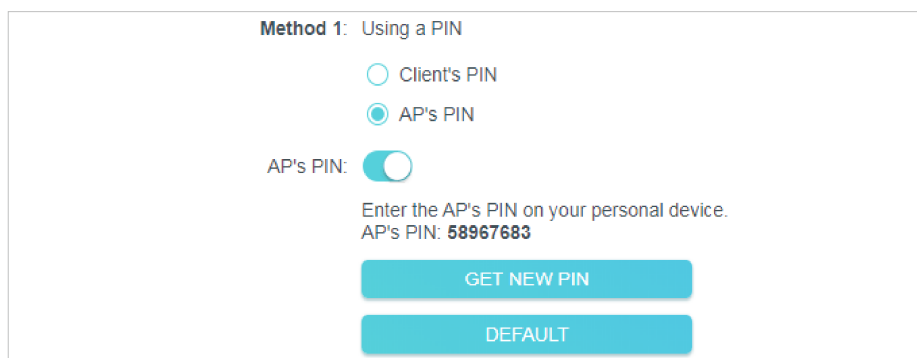 Method 1: Using a PIN
Client's PIN
AP's PIN
AP's PIN:
Enter the AP's PIN on your personal device.
AP's PIN: 58967683
GET NEW PIN
DEFAULT